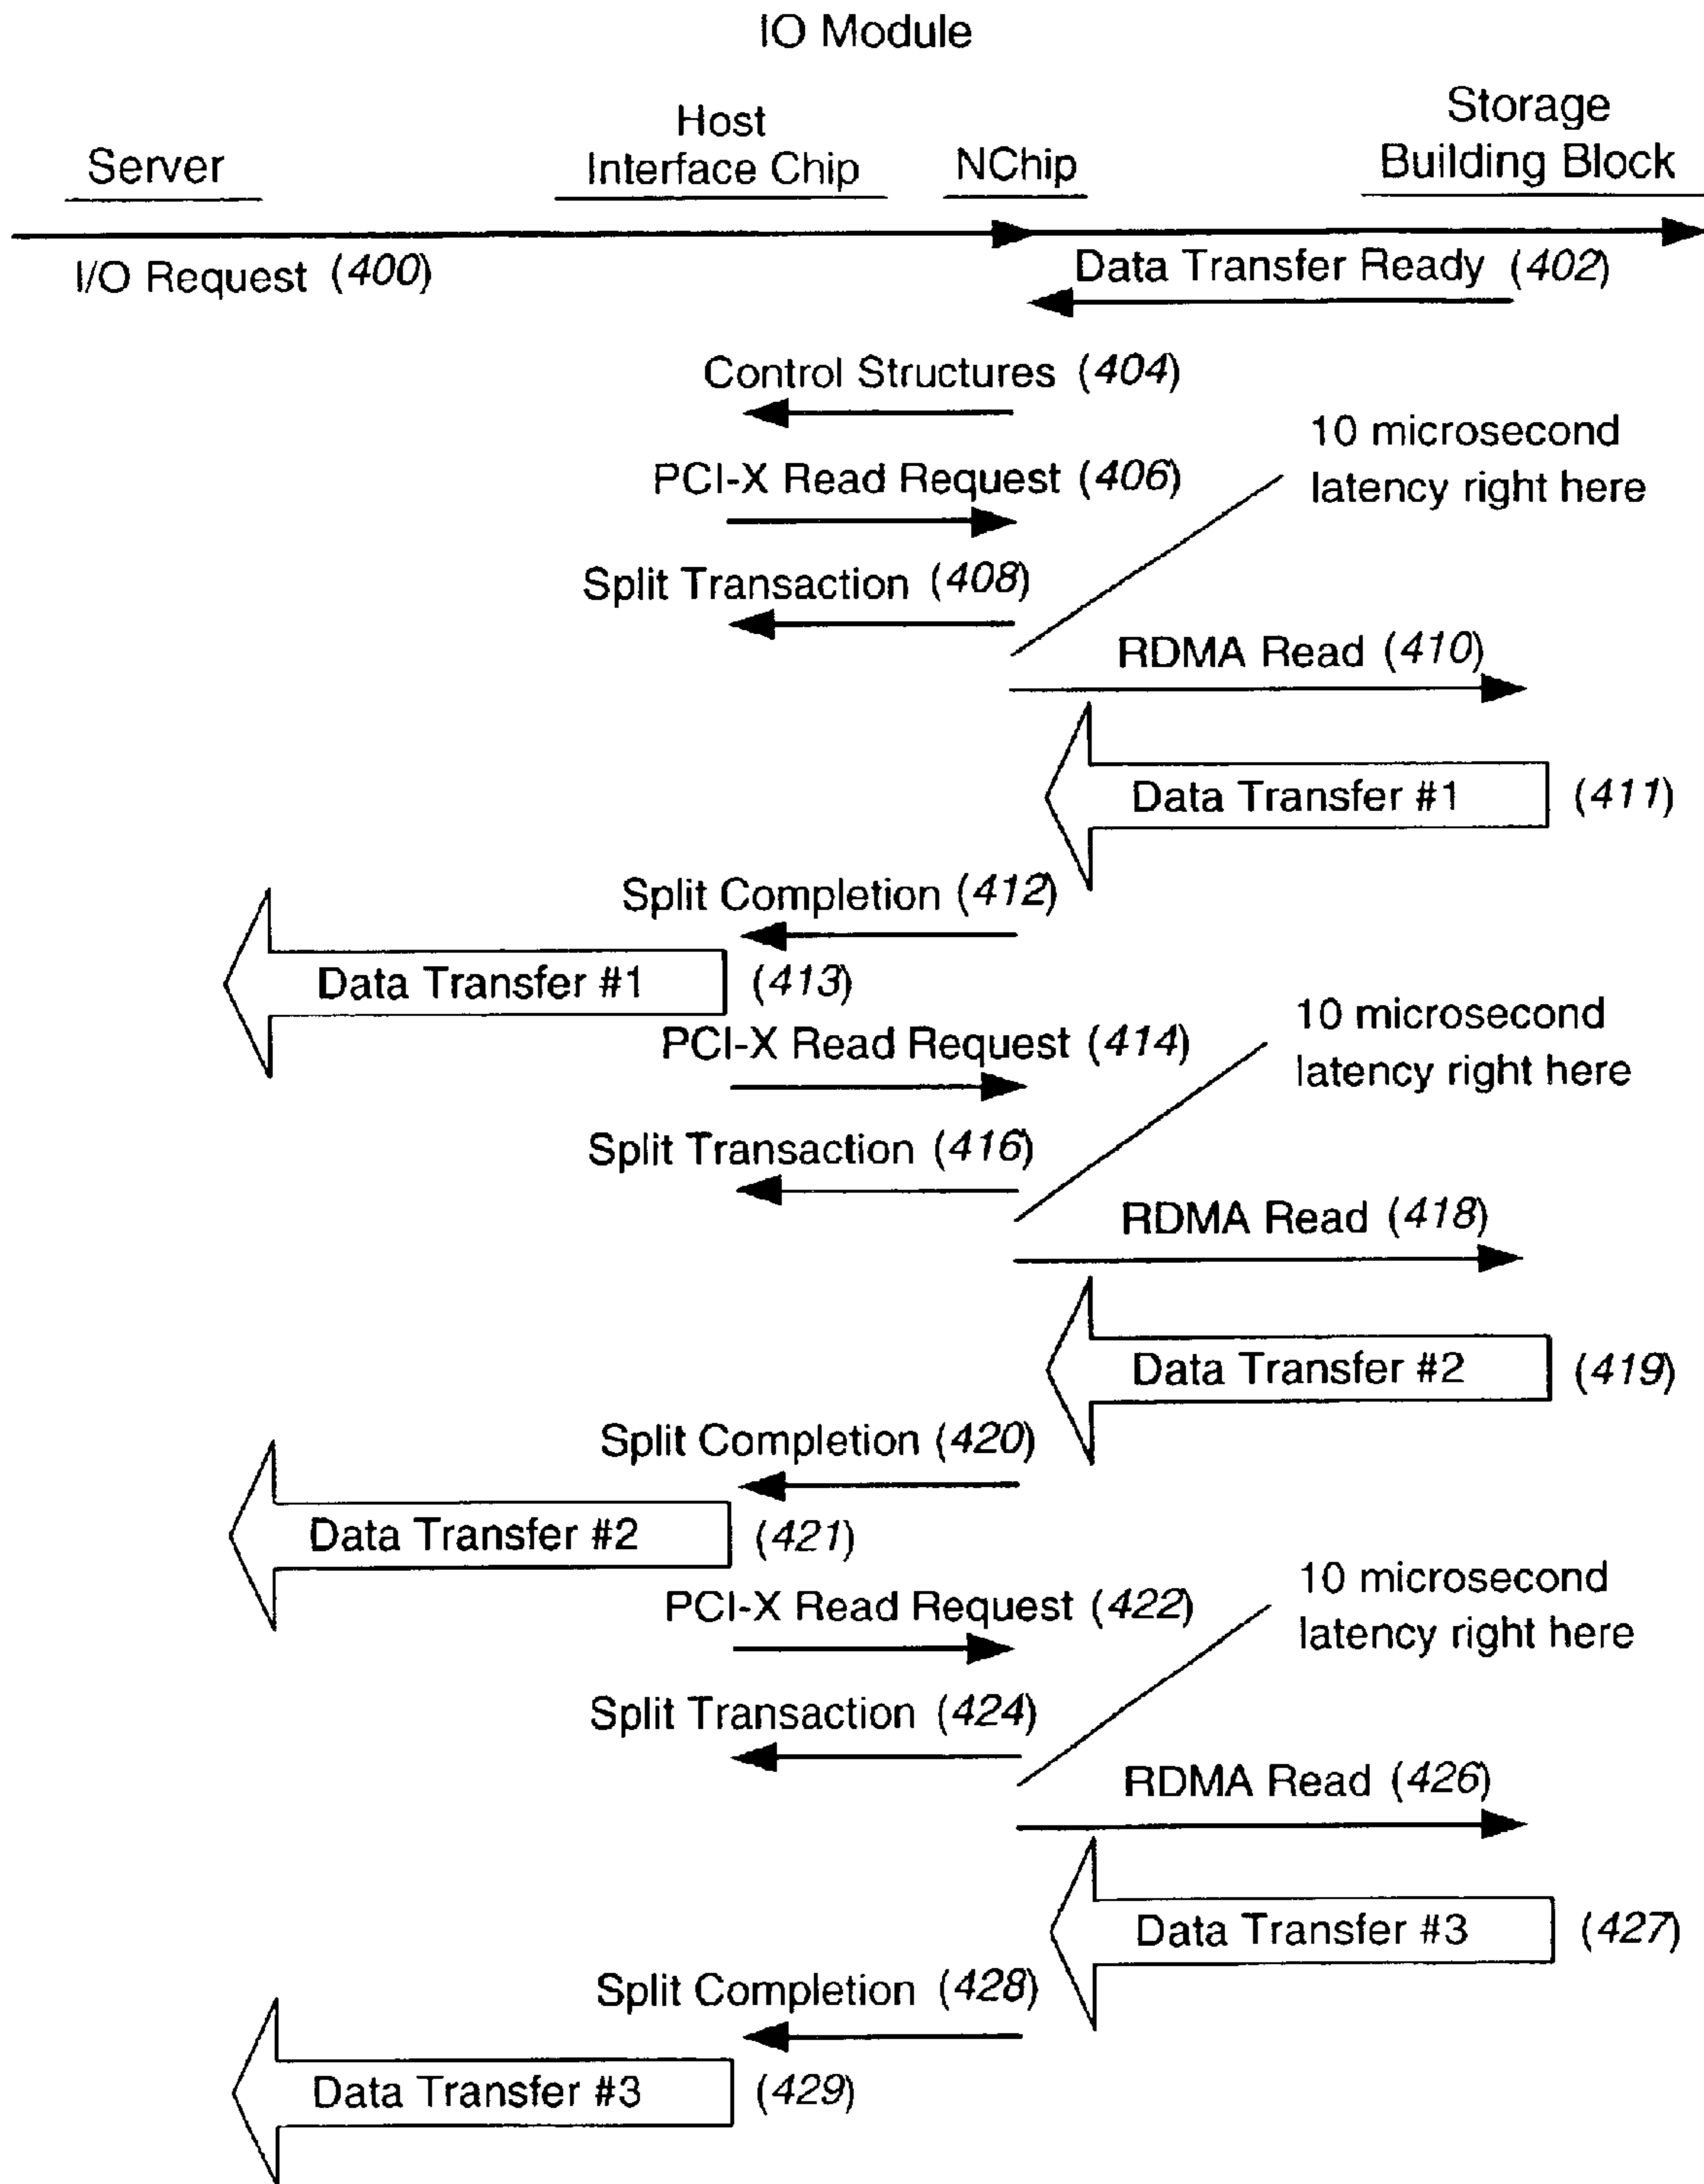 IO Module
Server
Host
Interface Chip
NChip
Storage
Building Block
I/O Request (400)
Data Transfer Ready (402)
Control Structures (404)
10 microsecond
latency right here
PCI-X Read Request (406)
Split Transaction (408)
RDMA Read (410)
Data Transfer #1 (411)
Split Completion (412)
Data Transfer #1 (413)
10 microsecond
latency right here
PCI-X Read Request (414)
Split Transaction (416)
RDMA Read (418)
Data Transfer #2 (419)
Split Completion (420)
Data Transfer #2 (421)
10 microsecond
latency right here
PCI-X Read Request (422)
Split Transaction (424)
RDMA Read (426)
Data Transfer #3 (427)
Split Completion (428)
Data Transfer #3 (429)